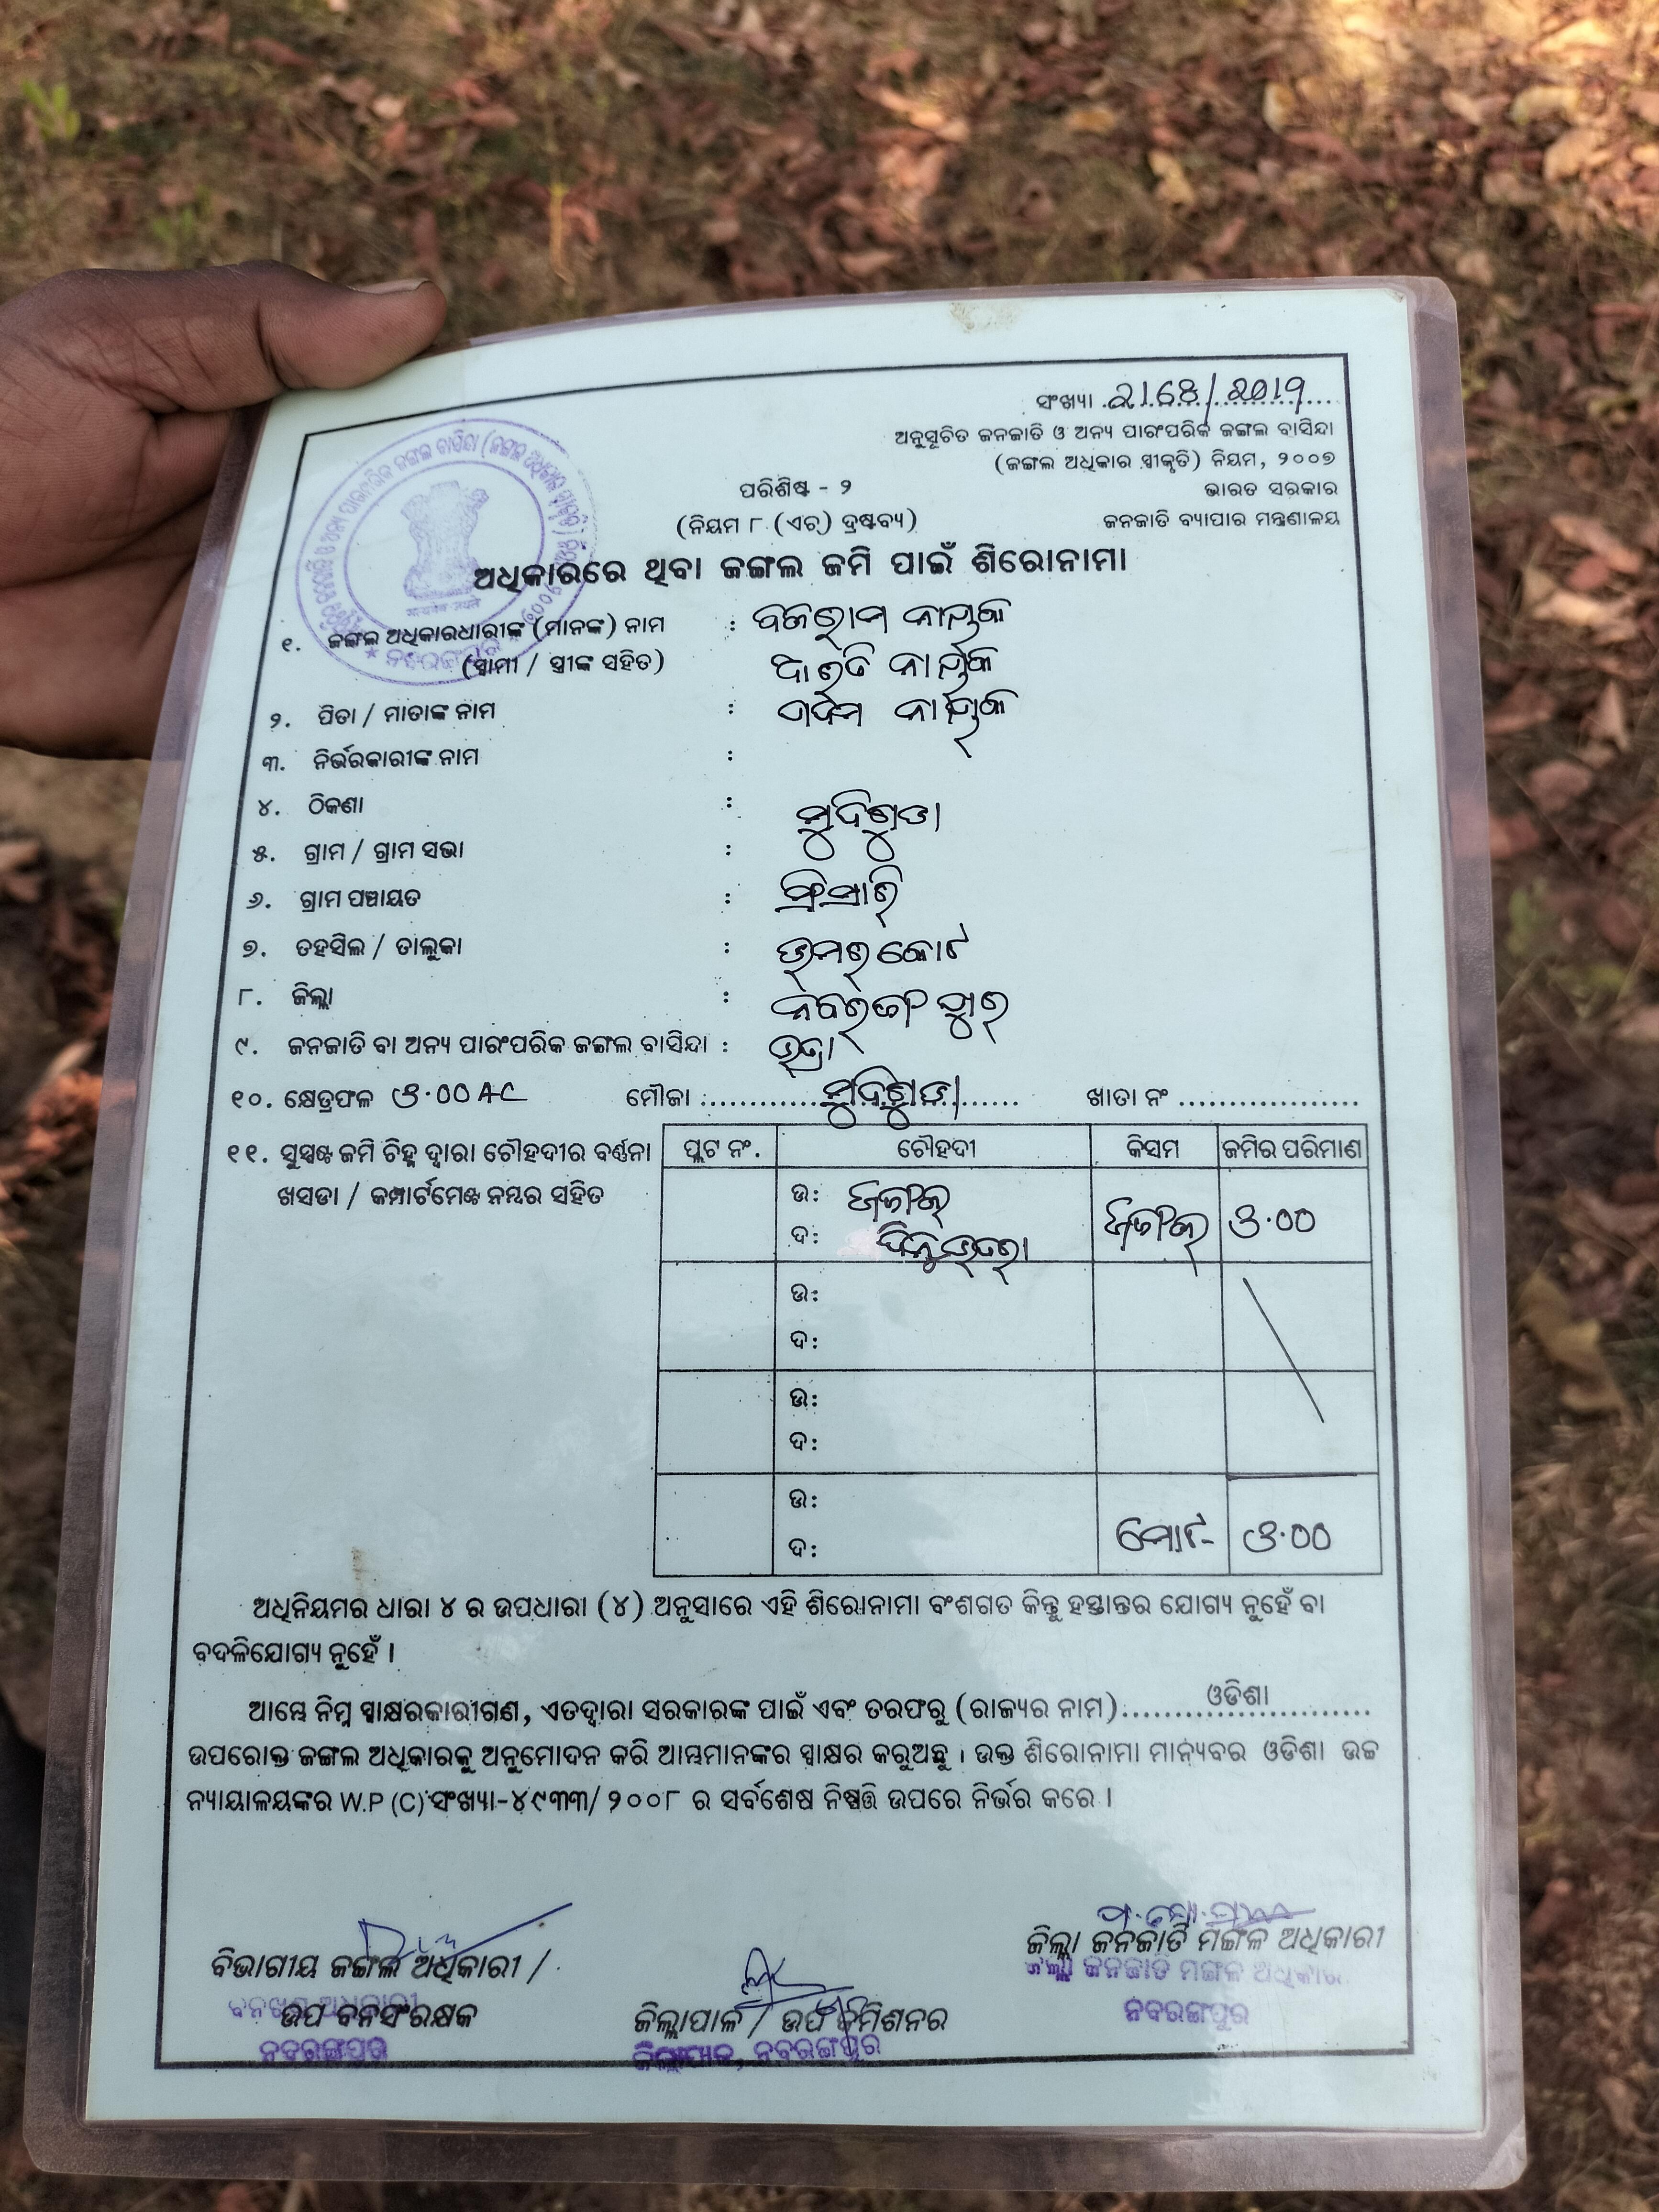 ସଂଖ୍ୟା
ଅନୁସୂଚିତ ଜନଜାତି ଓ ଅନ୍ୟ ପାରଂପରିକ ଜଙ୍ଗଲ ବାସିନ୍ଦା
(ଜଙ୍ଗଲ ଅଧିକାର ସ୍ୱୀକୃତି) ନିୟମ, ୨୦୦୭
ପରିଶିଷ୍ଟ - ୨
ଭାରତ ସରକାର
(ନିୟମ ୮ (ଏଚ୍) ଦ୍ରଷ୍ଟବ୍ୟ)
ଜନଜାତି ବ୍ୟାପାର ମନ୍ତ୍ରଣାଳୟ
ଅଧିକାରରେ ଥିବା ଜଙ୍ଗଲ ଜମି ପାଇଁ ଶିରୋନାମା
୧. ଜଙ୍ଗଲ ଅଧିକାରଧାରୀଙ୍କ (ମାନଙ୍କ) ନାମ :
(ସ୍ୱାମୀ / ସ୍ତ୍ରୀଙ୍କ ସହିତ)
୨. ପିତା / ମାତାଙ୍କ ନାମ :
୩. ନିର୍ଭରକାରୀଙ୍କ ନାମ :
୪. ଠିକଣା :
୫. ଗ୍ରାମ / ଗ୍ରାମ ସଭା :
୬. ଗ୍ରାମ ପଞ୍ଚାୟତ :
୭. ତହସିଲ / ତାଲୁକା : ଉମରକୋଟ
୮. ଜିଲ୍ଲା : ନବରଙ୍ଗପୁର
୯. ଜନଜାତି ବା ଅନ୍ୟ ପାରଂପରିକ ଜଙ୍ଗଲ ବାସିନ୍ଦା :
୧୦. କ୍ଷେତ୍ରଫଳ ୬.୦୦ AC ମୌଜା ଖାତା ନଂ
୧୧. ସୁସ୍ପଷ୍ଟ ଜମି ଚିହ୍ନ ଦ୍ୱାରା ଚୌହଦୀର ବର୍ଣ୍ଣନା
ଖସଡା / କମ୍ପାର୍ଟମେଣ୍ଟ ନମ୍ବର ସହିତ
ପ୍ଲଟ ନଂ. ଚୌହଦୀ କିସମ ଜମିର ପରିମାଣ
ଉ: ଜଙ୍ଗଲ ଜଙ୍ଗଲ ୬.୦୦
ଦ:
ଉ:
ଦ:
ଉ:
ଦ:
ଉ:
ଦ: ମୋଟ- ୬.୦୦
ଅଧିନିୟମର ଧାରା ୪ ର ଉପଧାରା (୪) ଅନୁସାରେ ଏହି ଶିରୋନାମା ବଂଶଗତ କିନ୍ତୁ ହସ୍ତାନ୍ତର ଯୋଗ୍ୟ ନୁହେଁ ବା
ବଦଳିଯୋଗ୍ୟ ନୁହେଁ ।
ଆମ୍ଭେ ନିମ୍ନ ସ୍ୱାକ୍ଷରକାରୀଗଣ, ଏତଦ୍ୱାରା ସରକାରଙ୍କ ପାଇଁ ଏବଂ ତରଫରୁ (ରାଜ୍ୟର ନାମ) ଓଡିଶା
ଉପରୋକ୍ତ ଜଙ୍ଗଲ ଅଧିକାରକୁ ଅନୁମୋଦନ କରି ଆମ୍ଭମାନଙ୍କର ସ୍ୱାକ୍ଷର କରୁଅଛୁ । ଉକ୍ତ ଶିରୋନାମା ମାନ୍ୟବର ଓଡିଶା ଉଚ୍ଚ
ନ୍ୟାୟାଳୟଙ୍କର W.P (C) ସଂଖ୍ୟା-୪୯୩୩/୨୦୦୮ ର ସର୍ବଶେଷ ନିଷ୍ପତ୍ତି ଉପରେ ନିର୍ଭର କରେ ।
ବିଭାଗୀୟ ଜଙ୍ଗଲ ଅଧିକାରୀ /
ଉପ ବନସଂରକ୍ଷକ
ନବରଙ୍ଗପୁର
ଜିଲ୍ଲାପାଳ / ଉପ କମିଶନର
ଜିଲ୍ଲାପାଳ, ନବରଙ୍ଗପୁର
ଜିଲ୍ଲା ଜନଜାତି ମଙ୍ଗଳ ଅଧିକାରୀ
ଜିଲ୍ଲା ଜନଜାତି ମଙ୍ଗଳ ଅଧିକାରୀ
ନବରଙ୍ଗପୁର